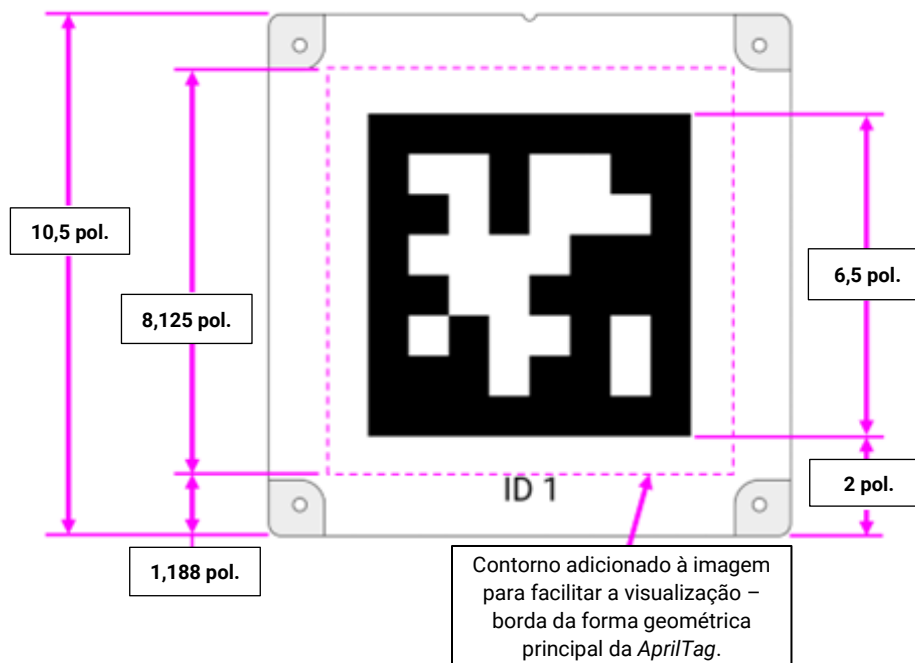 10,5 pol.
8,125 pol.
6,5 pol.
ID 1
2 pol.
1,188 pol.
Contorno adicionado à imagem
para facilitar a visualização –
borda da forma geométrica
principal da AprilTag.